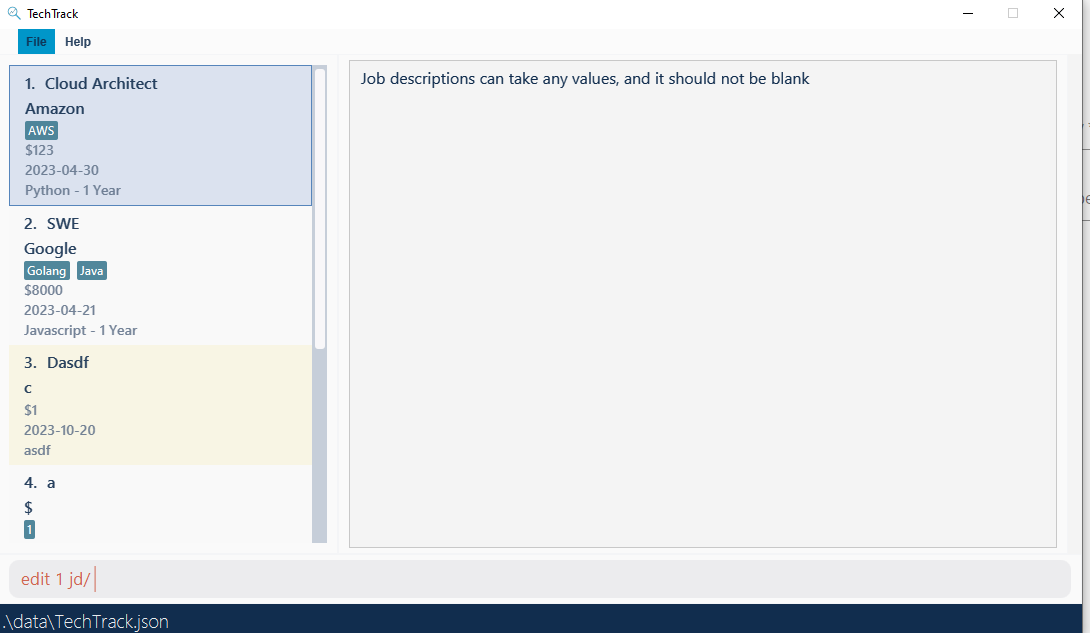 TechTrack
File Help
1. Cloud Architect
Amazon
AWS
$123
2023-04-30
Python - 1 Year
2. SWE
Google
Golang Java
$8000
2023-04-21
Javascript - 1 Year
3. Dasdf
c
$1
2023-10-20
asdf
4. a
$
1
Job descriptions can take any values, and it should not be blank
edit 1 jd/
.\data\TechTrack.json